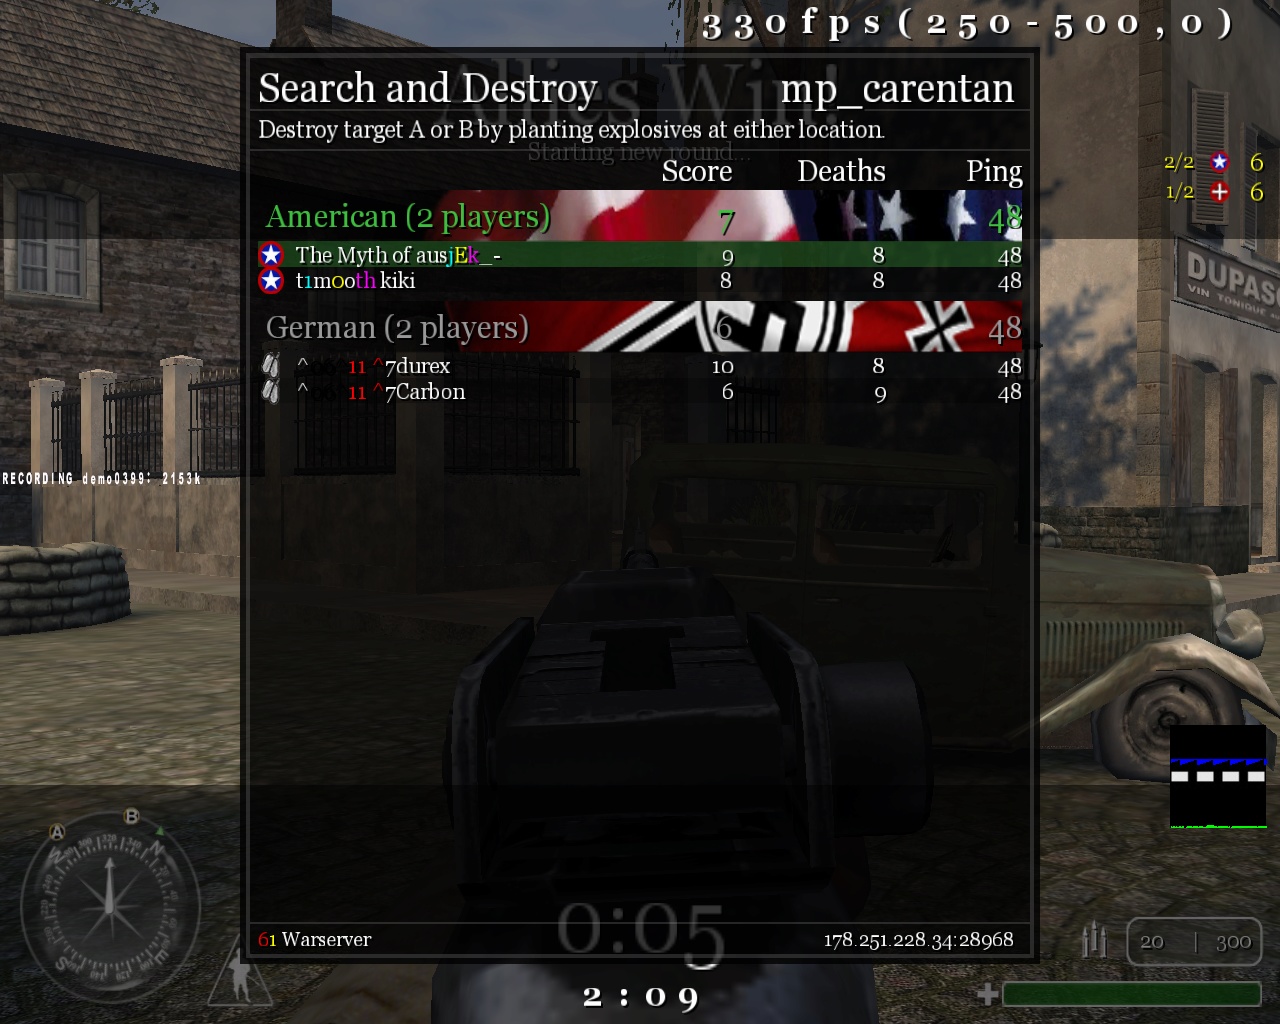 330fps(250-500,0)
Allies Win!
Search and Destroy mp_carentan
Destroy target A or B by planting explosives at either location.
Starting new round...
Score Deaths Ping
2/2 6
1/2 6
American (2 players) 7 48
The Myth of ausjEk_- 9 8 48
t1m0oth kiki 8 8 48
DUPAS
VIN TONIQUE
German (2 players) 6 48
^ 11 ^7durex 10 8 48
^ 11 ^7Carbon 6 9 48
RECORDING demo0399: 2153k
A B
N
W
S
E
0:05
61 Warserver 178.251.228.34:28968
20 | 300
2:09